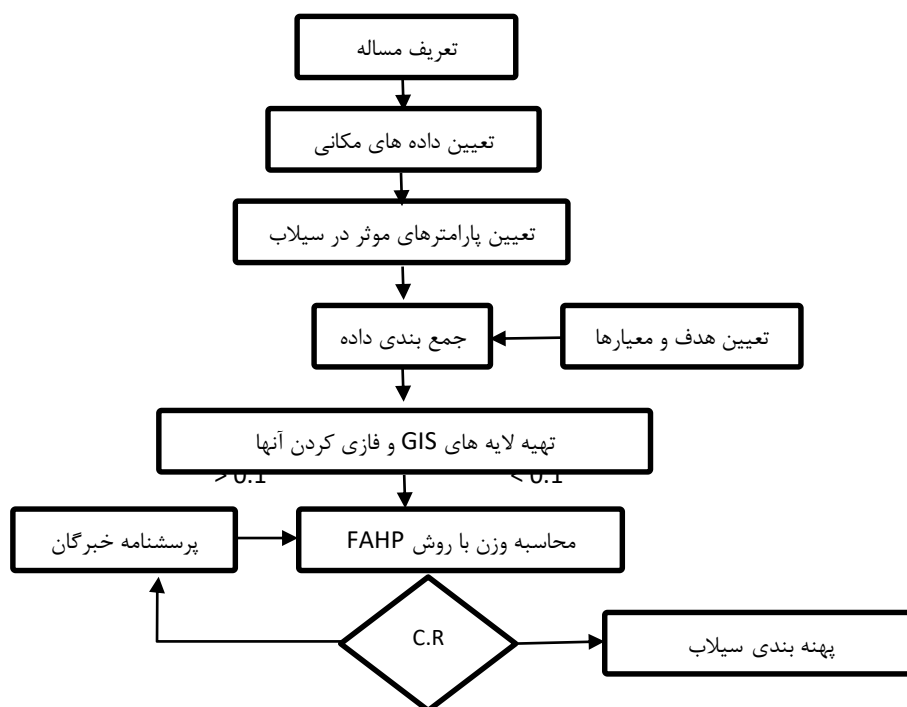 تعریف مساله
تعیین داده های مکانی
تعیین پارامترهای موثر در سیلاب
جمع بندی داده
تعیین هدف و معیارها
تهیه لایه های GIS و فازی کردن آنها
> 0.1
< 0.1
پرسشنامه خبرگان
محاسبه وزن با روش FAHP
C.R
پهنه بندی سیلاب